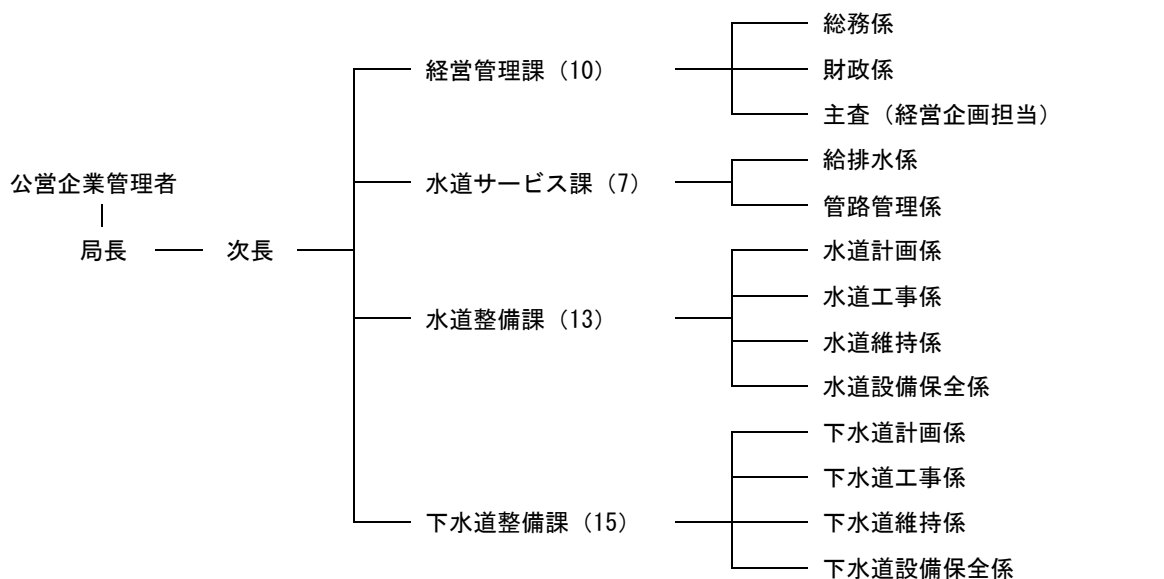 公営企業管理者
局長
次長
経営管理課（10）
総務係
財政係
主査（経営企画担当）
水道サービス課（7）
給排水係
管路管理係
水道整備課（13）
水道計画係
水道工事係
水道維持係
水道設備保全係
下水道整備課（15）
下水道計画係
下水道工事係
下水道維持係
下水道設備保全係